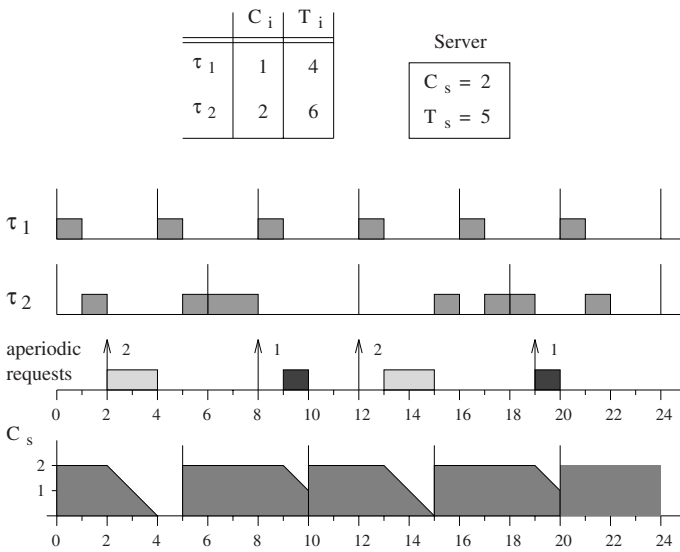 C i T i
τ 1 1 4
τ 2 2 6
Server
C s = 2
T s = 5
τ 1
τ 2
aperiodic
requests
2 1 2 1
0 2 4 6 8 10 12 14 16 18 20 22 24
C s
2
1
0 2 4 6 8 10 12 14 16 18 20 22 24